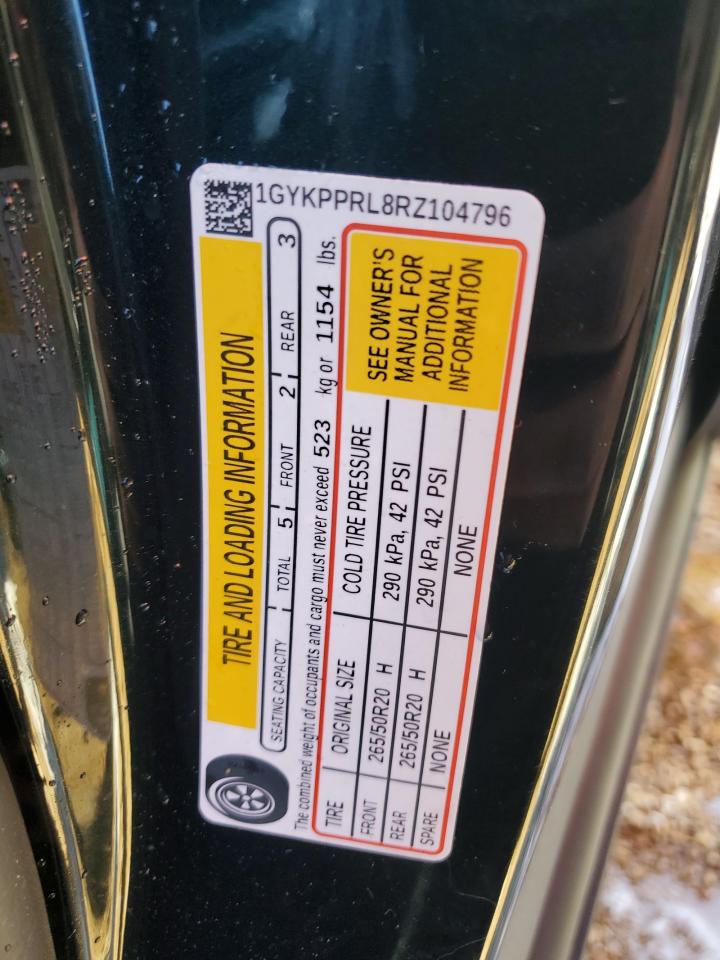 1GYKPPRL8RZ104796
TIRE AND LOADING INFORMATION
SEATING CAPACITY TOTAL 5 FRONT 2 REAR 3
The combined weight of occupants and cargo must never exceed 523 kg or 1154 lbs.
TIRE ORIGINAL SIZE COLD TIRE PRESSURE
FRONT 265/50R20 H 290 kPa, 42 PSI
REAR 265/50R20 H 290 kPa, 42 PSI
SPARE NONE NONE
SEE OWNER'S
MANUAL FOR
ADDITIONAL
INFORMATION